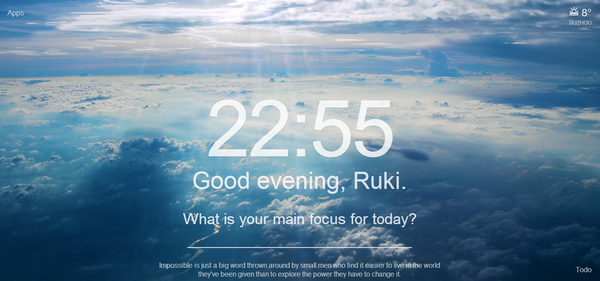 Apps
8°
SUZHOU
22:55
Good evening, Ruki.
What is your main focus for today?
Impossible is just a big word thrown around by small men who find it easier to live in the world
they've been given than to explore the power they have to change it.
Todo